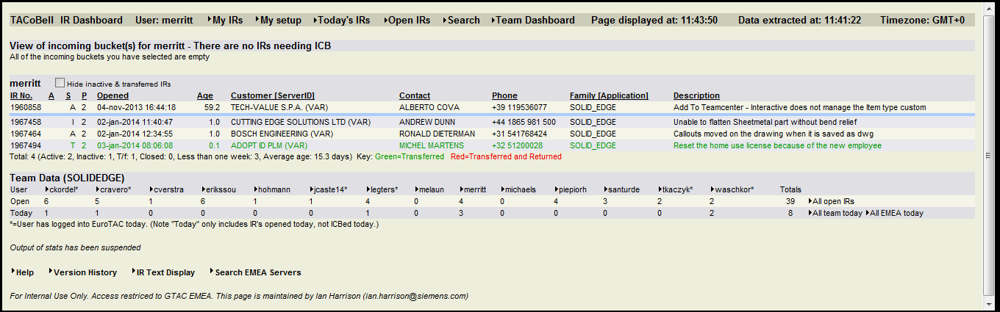 TACoBell IR Dashboard User: merritt My IRs My setup Today's IRs Open IRs Search Team Dashboard Page displayed at: 11:43:50 Data extracted at: 11:41:22 Timezone: GMT+0
View of incoming bucket(s) for merritt - There are no IRs needing ICB
All of the incoming buckets you have selected are empty
merritt Hide inactive & transferred IRs
IR No. A S P Opened Age Customer [ServerID] Contact Phone Family [Application] Description
1960858 A 2 04-nov-2013 16:44:18 59.2 TECH-VALUE S.P.A. (VAR) ALBERTO COVA +39 119536077 SOLID_EDGE Add To Teamcenter - Interactive does not manage the Item type custom
1967458 I 2 02-jan-2014 11:40:47 1.0 CUTTING EDGE SOLUTIONS LTD (VAR) ANDREW DUNN +44 1865 981 500 SOLID_EDGE Unable to flatten Sheetmetal part without bend relief
1967464 A 2 02-jan-2014 12:34:55 1.0 BOSCH ENGINEERING (VAR) RONALD DIETERMAN +31 541768424 SOLID_EDGE Callouts moved on the drawing when it is saved as dwg
1967494 T 2 03-jan-2014 08:06:08 0.1 ADOPT ID PLM (VAR) MICHEL MARTENS +32 51200028 SOLID_EDGE Reset the home use license because of the new employee
Total: 4 (Active: 2, Inactive: 1, T/f: 1, Closed: 0, Less than one week: 3, Average age: 15.3 days) Key: Green=Transferred Red=Transferred and Returned
Team Data (SOLIDEDGE)
User ckordel* cravero* cverstra erikssou hohmann jcaste14* legters* melaun merritt michaels piepiorh santurde tkaczyk* waschkor* Totals
Open 6 5 1 6 1 1 4 0 4 0 4 3 2 2 39 All open IRs
Today 1 1 0 0 0 0 1 0 3 0 0 0 0 2 8 All team today All EMEA today
*=User has logged into EuroTAC today. (Note "Today" only includes IR's opened today, not ICBed today.)
Output of stats has been suspended
Help Version History IR Text Display Search EMEA Servers
For Internal Use Only. Access restriced to GTAC EMEA. This page is maintained by Ian Harrison (ian.harrison@siemens.com)